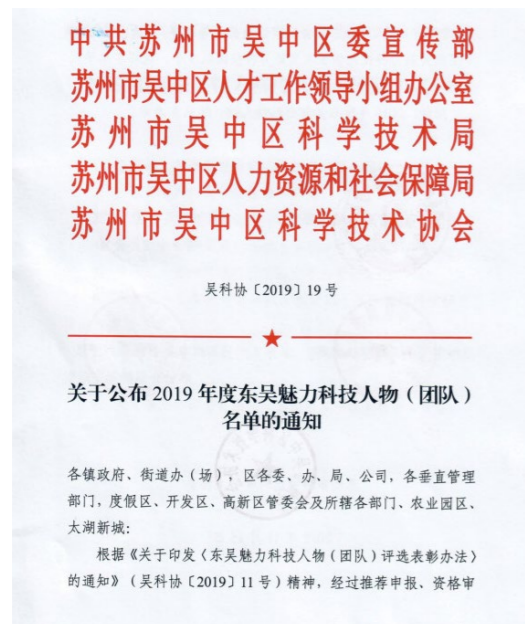 中共苏州市吴中区委宣传部
苏州市吴中区人才工作领导小组办公室
苏州市吴中区科学技术局
苏州市吴中区人力资源和社会保障局
苏州市吴中区科学技术协会
吴科协〔2019〕19号
关于公布2019年度东吴魅力科技人物（团队）
名单的通知
各镇政府、街道办（场），区各委、办、局、公司，各垂直管理
部门，度假区、开发区、高新区管委会及所辖各部门、农业园区、
太湖新城：
根据《关于印发〈东吴魅力科技人物（团队）评选表彰办法〉
的通知》（吴科协〔2019〕11号）精神，经过推荐申报、资格审